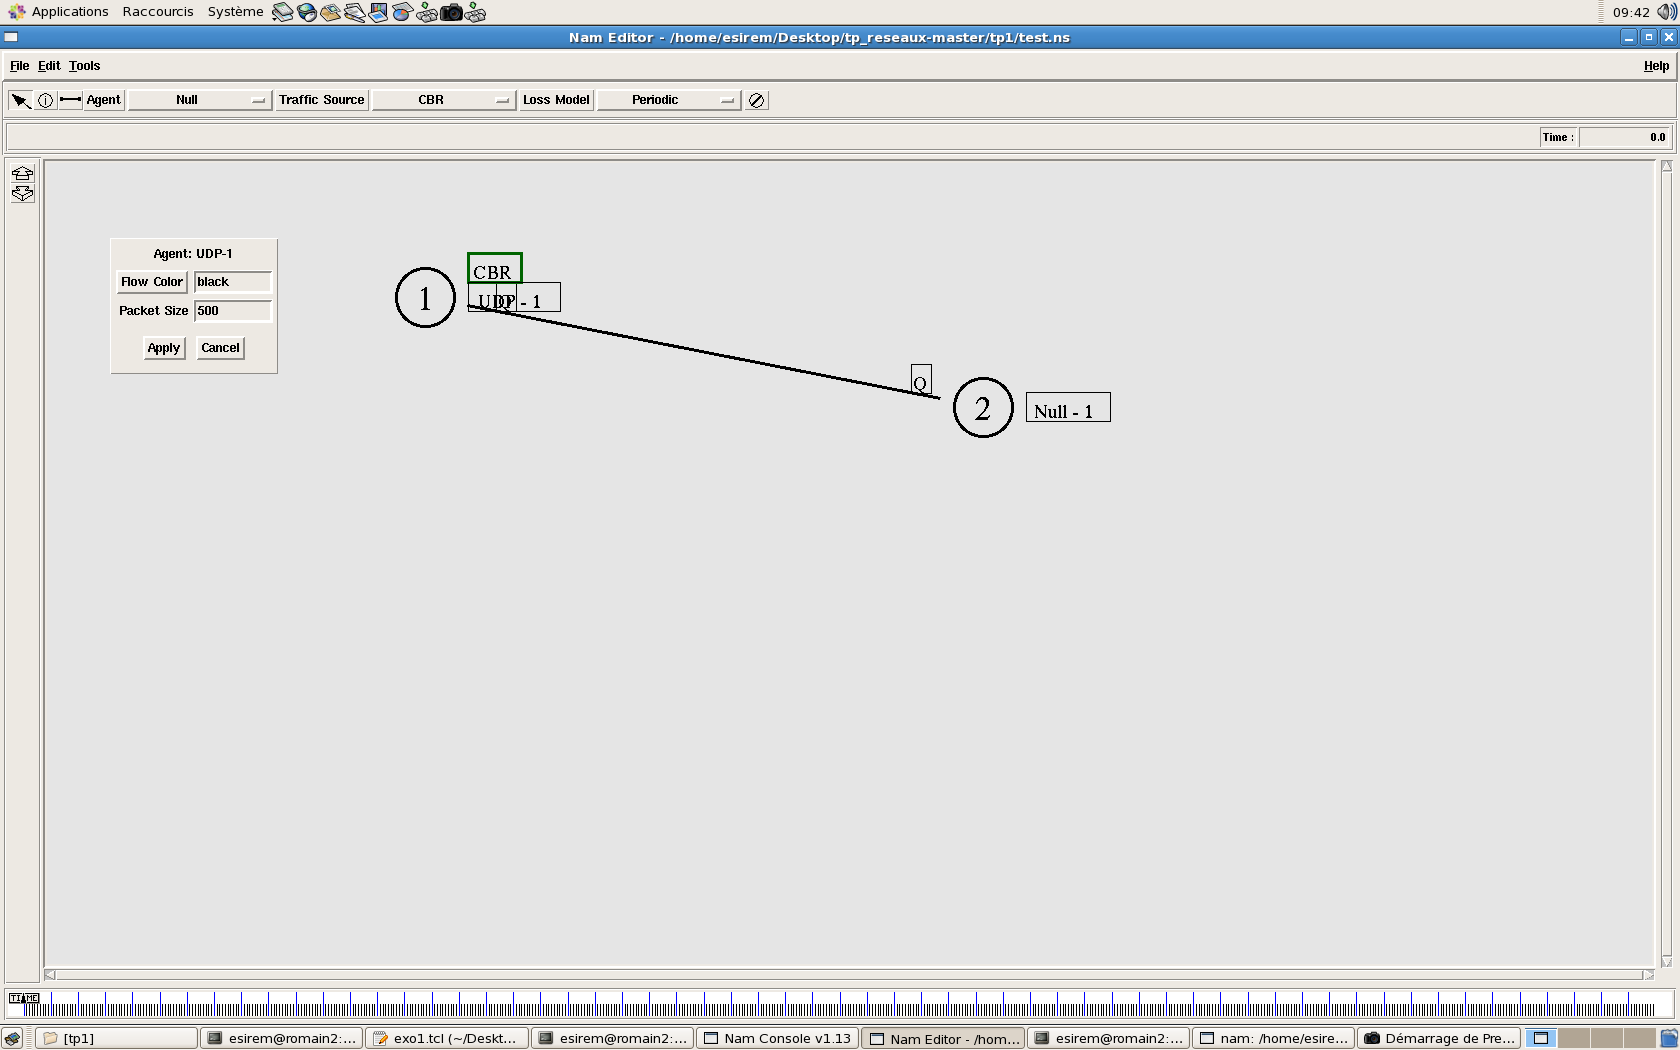 Applications Raccourcis Système 09:42
Nam Editor - /home/esirem/Desktop/tp_reseaux-master/tp1/test.ns
File Edit Tools Help
Agent Null Traffic Source CBR Loss Model Periodic
Time : 0.0
Agent: UDP-1
Flow Color black
Packet Size 500
Apply Cancel
CBR
1 UDP - 1
Q
Q
2 Null - 1
TIME
[tp1] esirem@romain2:... exo1.tcl (~/Deskt... esirem@romain2:... Nam Console v1.13 Nam Editor - /hom... esirem@romain2:... nam: /home/esire... Démarrage de Pre...